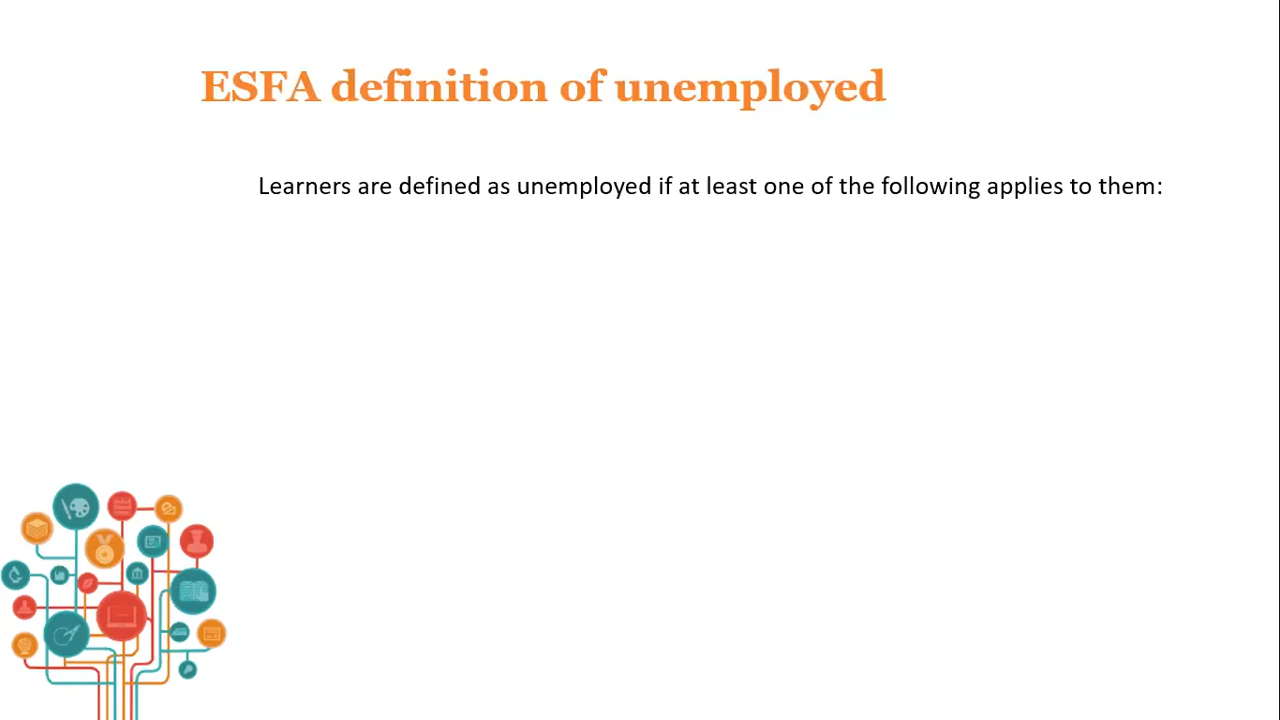 ESFA definition of unemployed
Learners are defined as unemployed if at least one of the following applies to them: